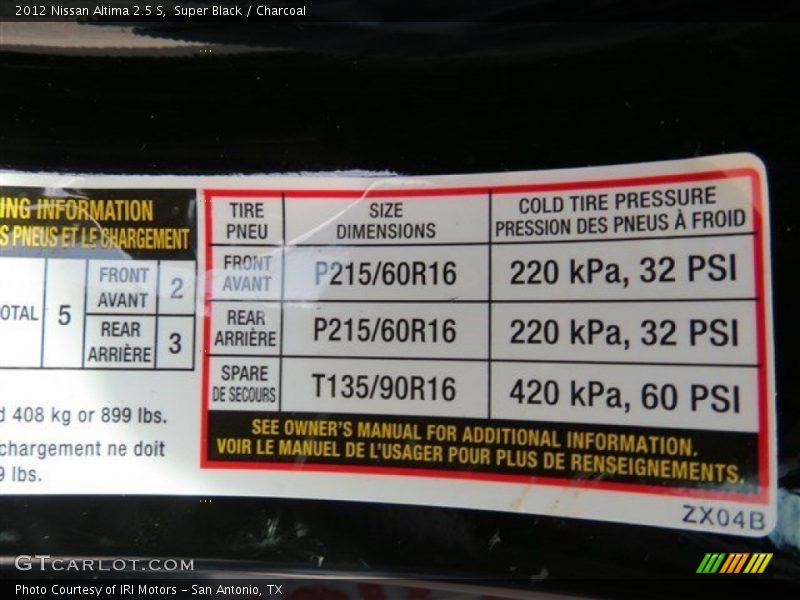 2012 Nissan Altima 2.5 S, Super Black / Charcoal
ING INFORMATION
S PNEUS ET LE CHARGEMENT
OTAL 5
FRONT
AVANT 2
REAR
ARRIÈRE 3
d 408 kg or 899 lbs.
chargement ne doit
9 lbs.
TIRE
PNEU
SIZE
DIMENSIONS
COLD TIRE PRESSURE
PRESSION DES PNEUS À FROID
FRONT
AVANT
P215/60R16
220 kPa, 32 PSI
REAR
ARRIÈRE
P215/60R16
220 kPa, 32 PSI
SPARE
DE SECOURS
T135/90R16
420 kPa, 60 PSI
SEE OWNER'S MANUAL FOR ADDITIONAL INFORMATION.
VOIR LE MANUEL DE L'USAGER POUR PLUS DE RENSEIGNEMENTS.
ZX04B
GTCARLOT.COM
Photo Courtesy of IRI Motors - San Antonio, TX